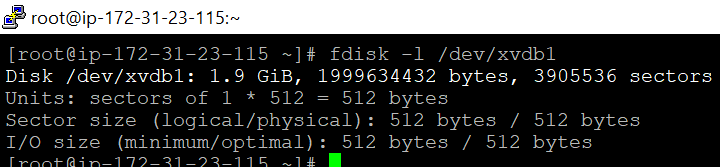 root@ip-172-31-23-115:~
[root@ip-172-31-23-115 ~]# fdisk -l /dev/xvdb1
Disk /dev/xvdb1: 1.9 GiB, 1999634432 bytes, 3905536 sectors
Units: sectors of 1 * 512 = 512 bytes
Sector size (logical/physical): 512 bytes / 512 bytes
I/O size (minimum/optimal): 512 bytes / 512 bytes
[root@ip-172-31-23-115 ~]#